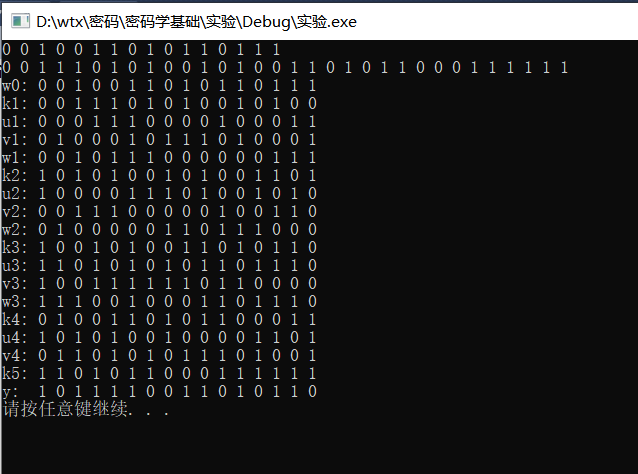 D:\wtx\密码\密码学基础\实验\Debug\实验.exe
0 0 1 0 0 1 1 0 1 0 1 1 0 1 1 1
0 0 1 1 1 0 1 0 1 0 0 1 0 1 0 0 1 1 0 1 0 1 1 0 0 0 1 1 1 1 1 1
w0: 0 0 1 0 0 1 1 0 1 0 1 1 0 1 1 1
k1: 0 0 1 1 1 0 1 0 1 0 0 1 0 1 0 0
u1: 0 0 0 1 1 1 0 0 0 0 1 0 0 0 1 1
v1: 0 1 0 0 0 1 0 1 1 1 0 1 0 0 0 1
w1: 0 0 1 0 1 1 1 0 0 0 0 0 0 1 1 1
k2: 1 0 1 0 1 0 0 1 0 1 0 0 1 1 0 1
u2: 1 0 0 0 0 1 1 1 0 1 0 0 1 0 1 0
v2: 0 0 1 1 1 0 0 0 0 0 1 0 0 1 1 0
w2: 0 1 0 0 0 0 0 1 1 0 1 1 1 0 0 0
k3: 1 0 0 1 0 1 0 0 1 1 0 1 0 1 1 0
u3: 1 1 0 1 0 1 0 1 0 1 1 0 1 1 1 0
v3: 1 0 0 1 1 1 1 1 1 0 1 1 0 0 0 0
w3: 1 1 1 0 0 1 0 0 0 1 1 0 1 1 1 0
k4: 0 1 0 0 1 1 0 1 0 1 1 0 0 0 1 1
u4: 1 0 1 0 1 0 0 1 0 0 0 0 1 1 0 1
v4: 0 1 1 0 1 0 1 0 1 1 1 0 1 0 0 1
k5: 1 1 0 1 0 1 1 0 0 0 1 1 1 1 1 1
y: 1 0 1 1 1 1 0 0 1 1 0 1 0 1 1 0
请按任意键继续. . .